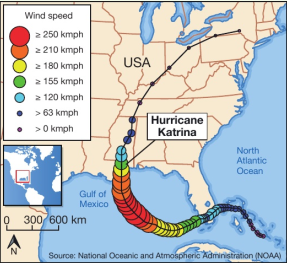 Wind speed
≥ 250 kmph
≥ 210 kmph
≥ 180 kmph
≥ 155 kmph
≥ 120 kmph
> 63 kmph
> 0 kmph
USA
Hurricane
Katrina
North
Atlantic
Ocean
Gulf of
Mexico
0 300 600 km
N
Source: National Oceanic and Atmospheric Administration (NOAA)